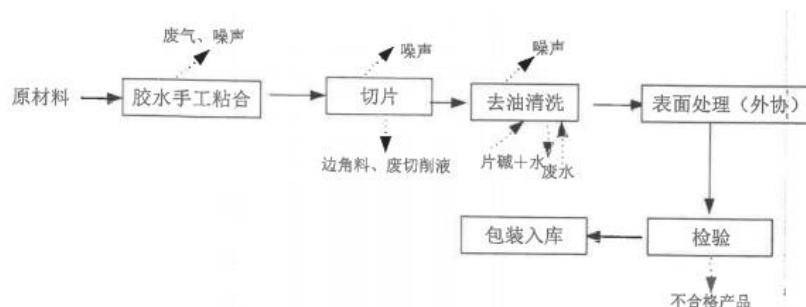 废气、噪声
噪声
噪声
原材料
胶水手工粘合
切片
去油清洗
表面处理（外协）
边角料、废切削液
片碱＋水
废水
包装入库
检验
不合格产品